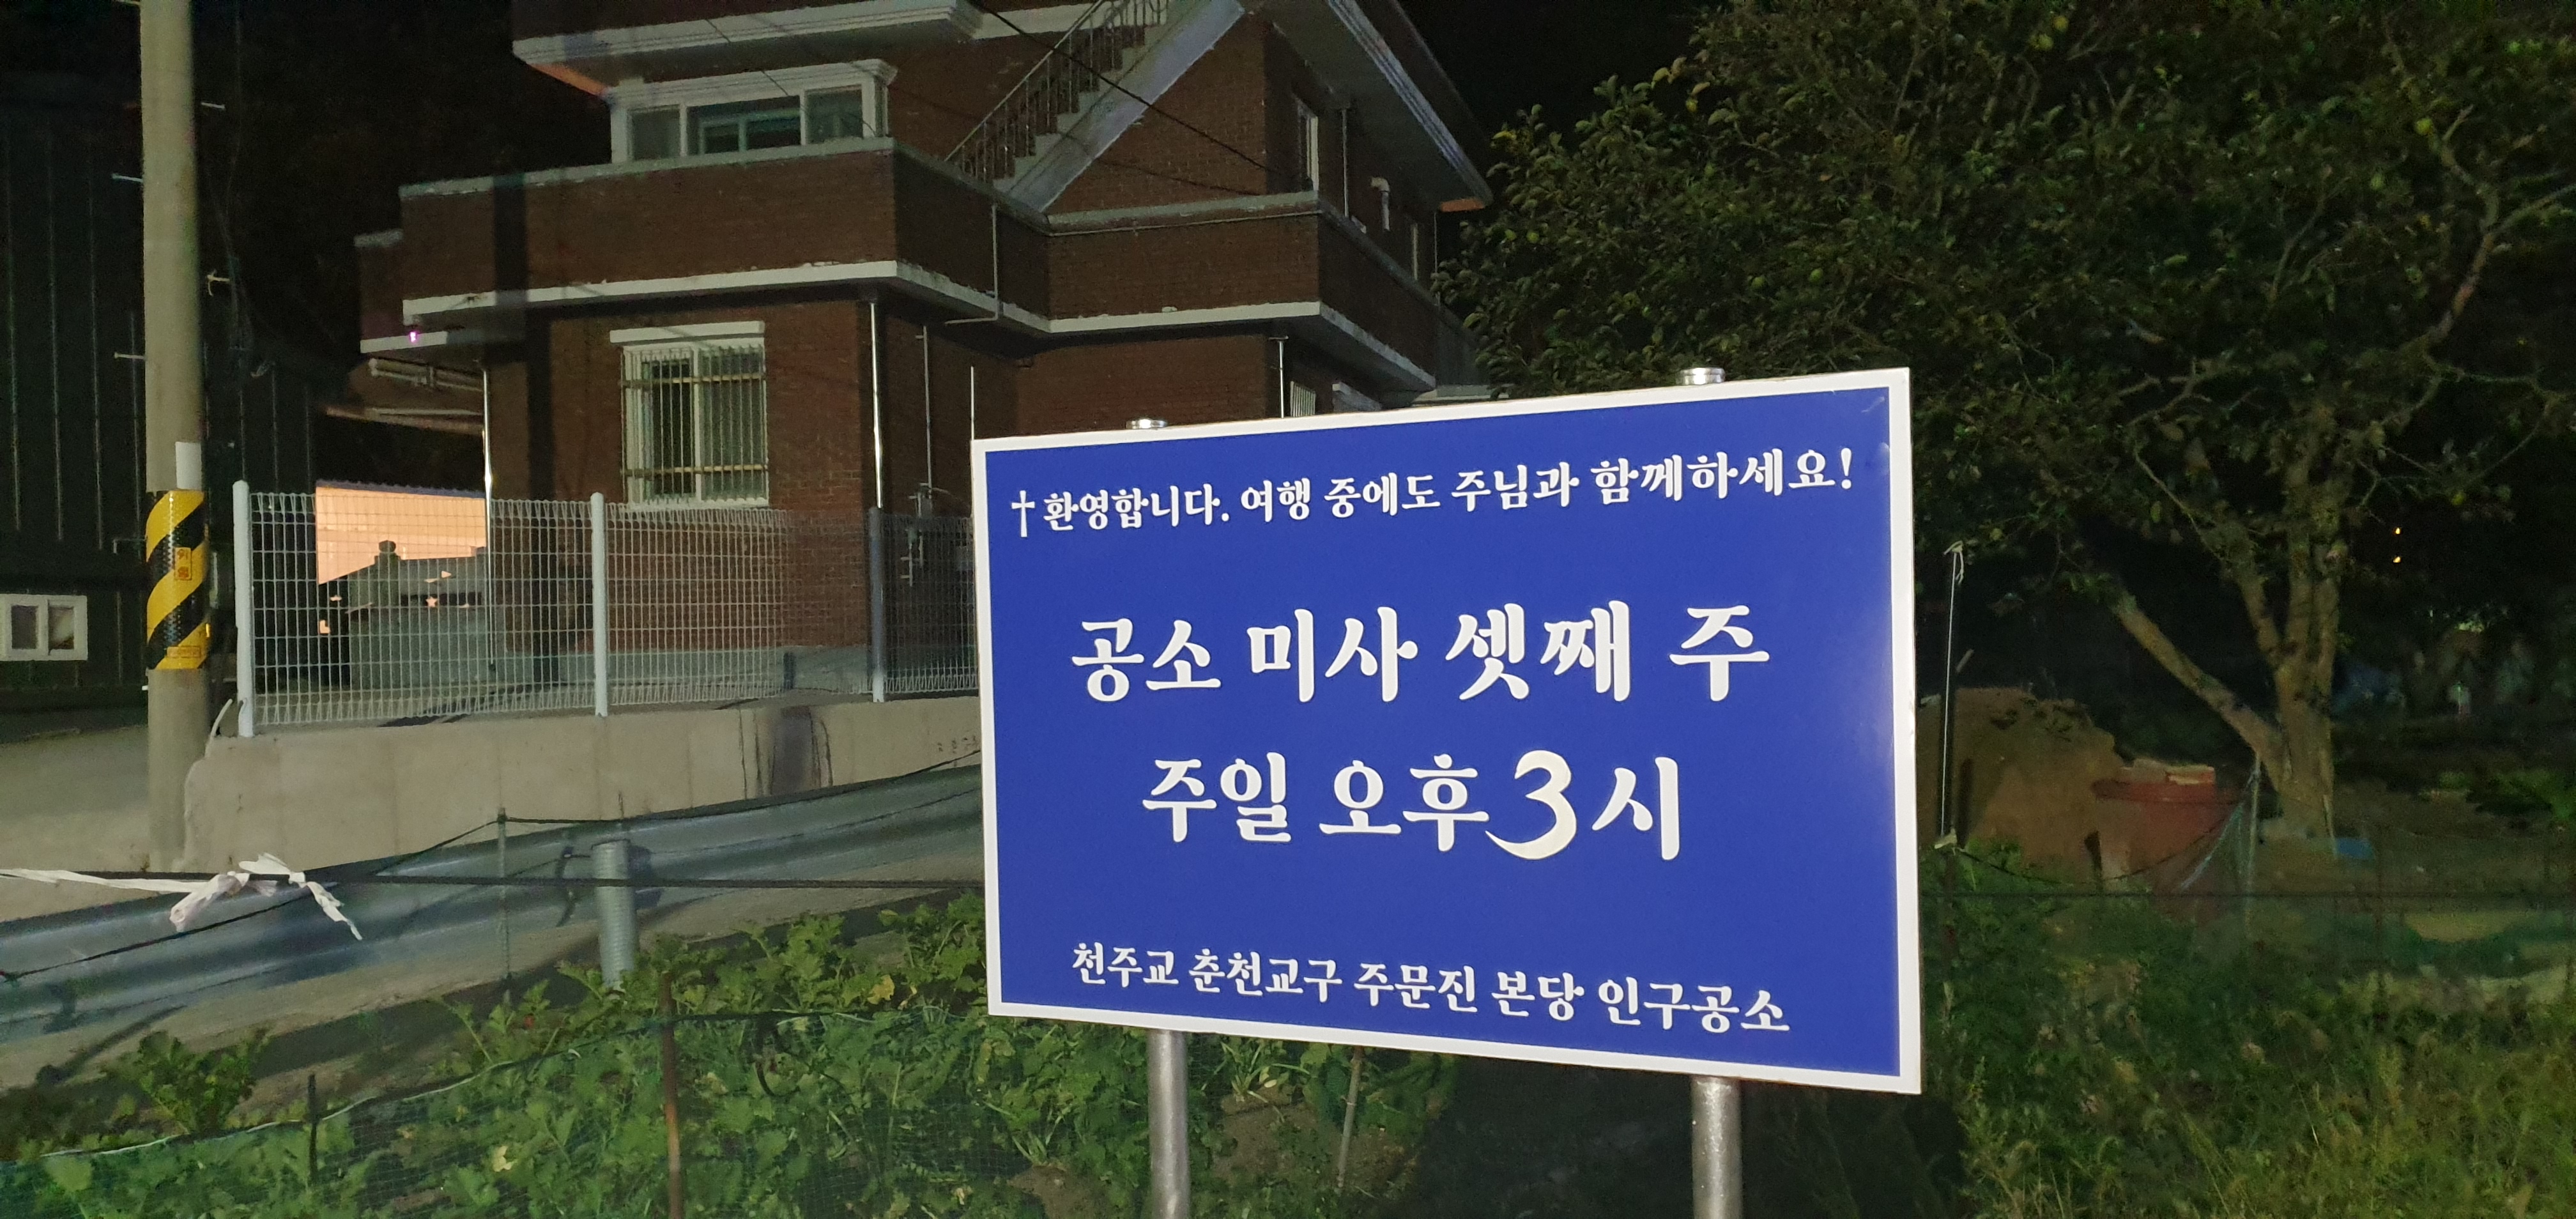 ✝환영합니다. 여행 중에도 주님과 함께하세요!
공소 미사 셋째 주
주일 오후3시
천주교 춘천교구 주문진 본당 인구공소